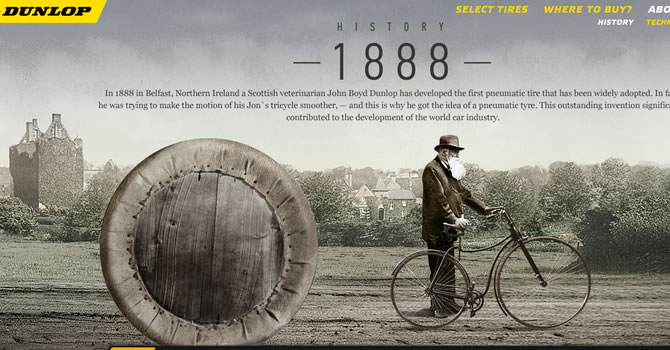 DUNLOP
SELECT TIRES WHERE TO BUY? ABO
HISTORY TECHN
HISTORY
1888
In 1888 in Belfast, Northern Ireland a Scottish veterinarian John Boyd Dunlop has developed the first pneumatic tire that has been widely adopted. In fa
he was trying to make the motion of his Jon`s tricycle smoother, — and this is why he got the idea of a pneumatic tyre. This outstanding invention signific
contributed to the development of the world car industry.